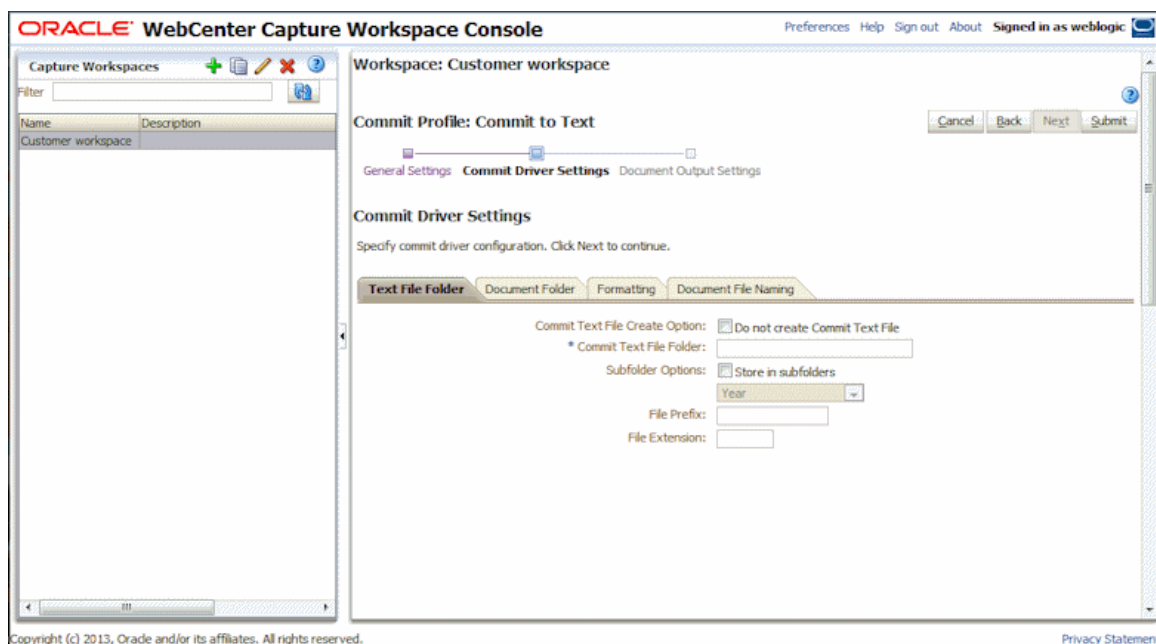 ORACLE WebCenter Capture Workspace Console
Preferences Help Sign out About Signed in as weblogic
Capture Workspaces
Filter
Name Description
Customer workspace
Workspace: Customer workspace
Commit Profile: Commit to Text
Cancel Back Next Submit
General Settings Commit Driver Settings Document Output Settings
Commit Driver Settings
Specify commit driver configuration. Click Next to continue.
Text File Folder Document Folder Formatting Document File Naming
Commit Text File Create Option: Do not create Commit Text File
* Commit Text File Folder:
Subfolder Options: Store in subfolders
Year
File Prefix:
File Extension:
Copyright (c) 2013, Oracle and/or its affiliates. All rights reserved.
Privacy Statemen